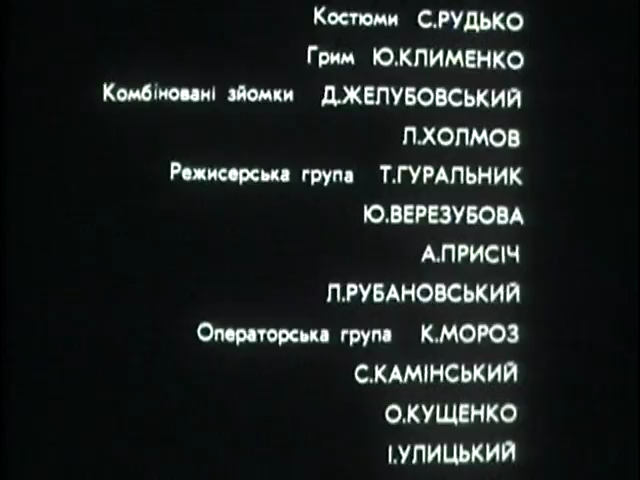 Костюми С.РУДЬКО
Грим Ю.КЛИМЕНКО
Комбіновані зйомки Д.ЖЕЛУБОВСЬКИЙ
Л.ХОЛМОВ
Режисерська група Т.ГУРАЛЬНИК
Ю.ВЕРЕЗУБОВА
А.ПРИСІЧ
Л.РУБАНОВСЬКИЙ
Операторська група К.МОРОЗ
С.КАМІНСЬКИЙ
О.КУЩЕНКО
І.УЛИЦЬКИЙ